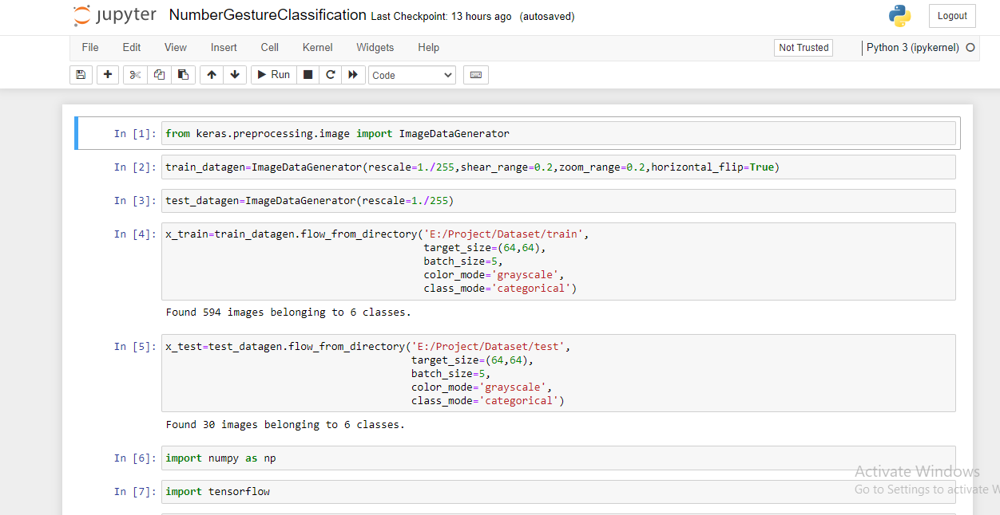 jupyter NumberGestureClassification Last Checkpoint: 13 hours ago (autosaved)
Logout
File Edit View Insert Cell Kernel Widgets Help
Not Trusted
Python 3 (ipykernel)
Run
Code
In [1]: from keras.preprocessing.image import ImageDataGenerator
In [2]: train_datagen=ImageDataGenerator(rescale=1./255,shear_range=0.2,zoom_range=0.2,horizontal_flip=True)
In [3]: test_datagen=ImageDataGenerator(rescale=1./255)
In [4]: x_train=train_datagen.flow_from_directory('E:/Project/Dataset/train',
target_size=(64,64),
batch_size=5,
color_mode='grayscale',
class_mode='categorical')
Found 594 images belonging to 6 classes.
In [5]: x_test=test_datagen.flow_from_directory('E:/Project/Dataset/test',
target_size=(64,64),
batch_size=5,
color_mode='grayscale',
class_mode='categorical')
Found 30 images belonging to 6 classes.
In [6]: import numpy as np
In [7]: import tensorflow
Activate Windows
Go to Settings to activate W